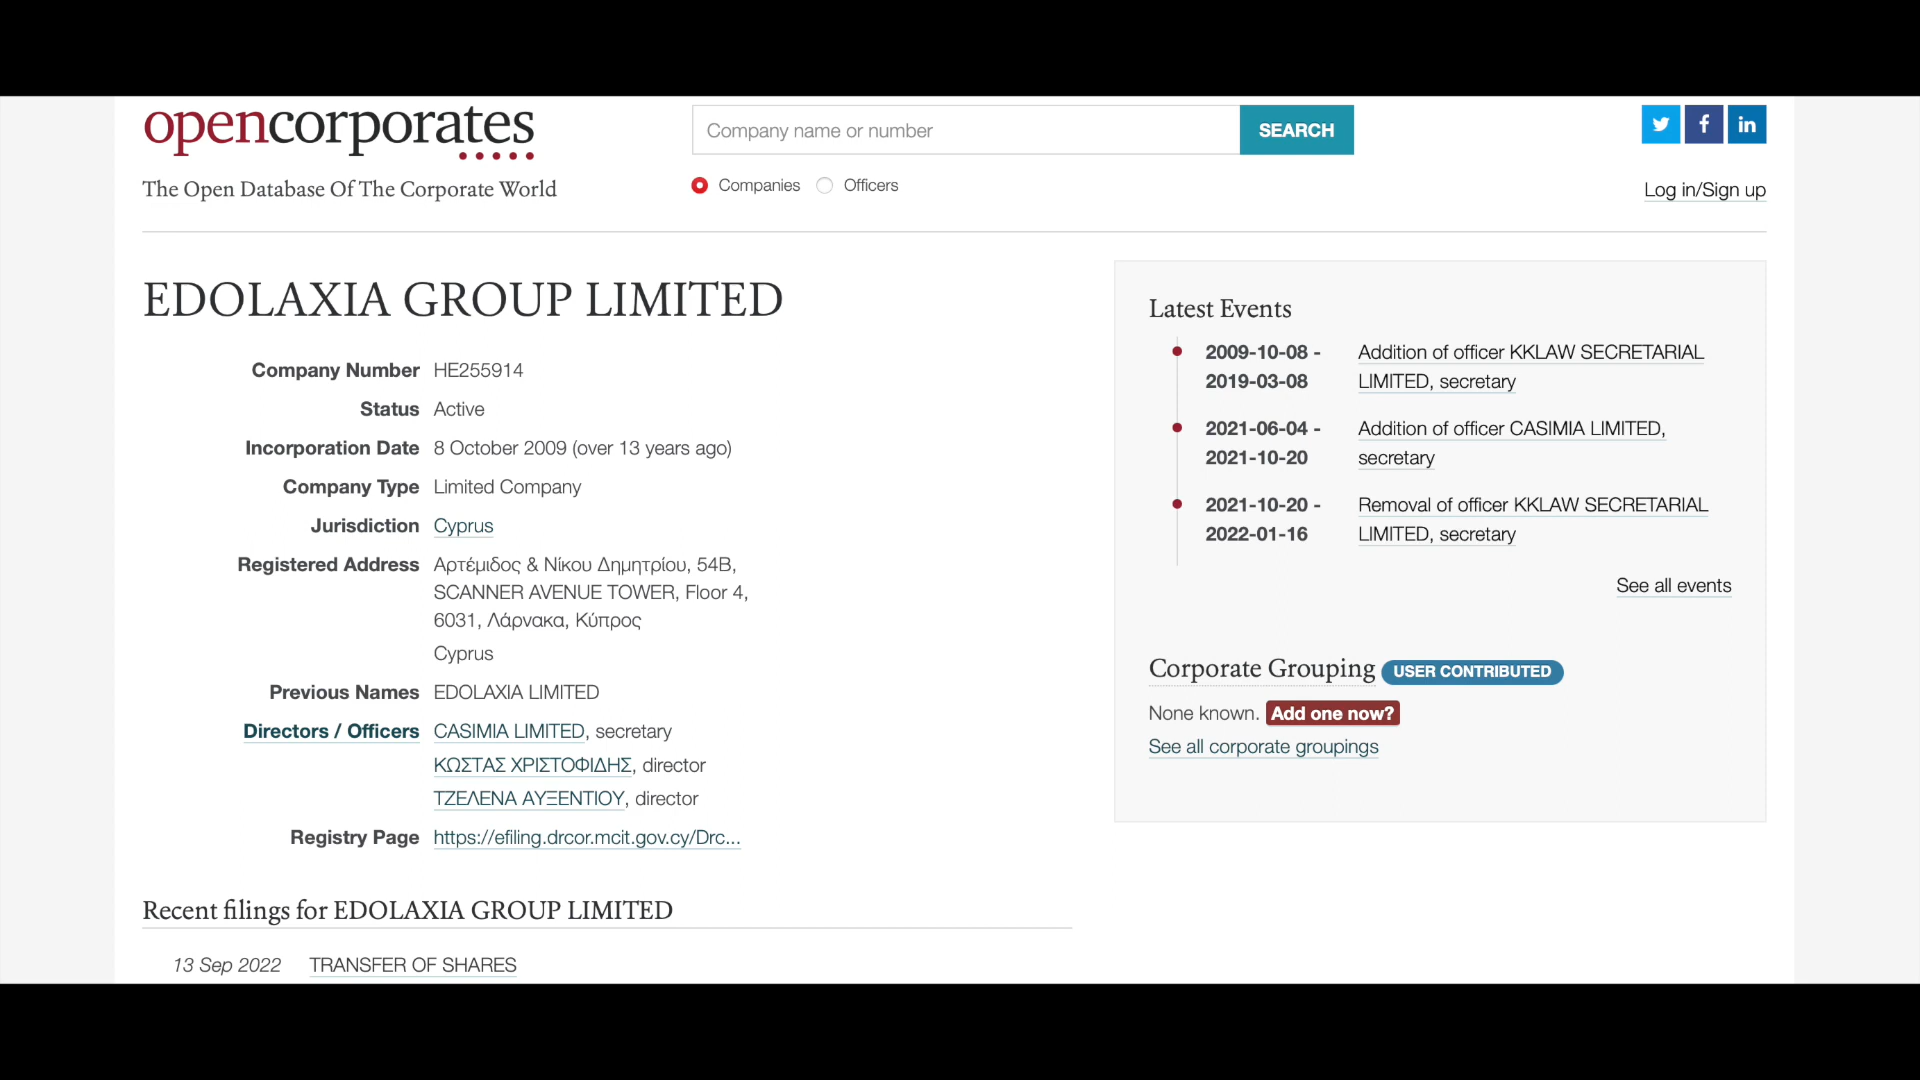 opencorporates
The Open Database Of The Corporate World
Company name or number
SEARCH
Companies
Officers
Log in/Sign up
EDOLAXIA GROUP LIMITED
Company Number HE255914
Status Active
Incorporation Date 8 October 2009 (over 13 years ago)
Company Type Limited Company
Jurisdiction Cyprus
Registered Address Αρτέμιδος & Νίκου Δημητρίου, 54B,
SCANNER AVENUE TOWER, Floor 4,
6031, Λάρνακα, Κύπρος
Cyprus
Previous Names EDOLAXIA LIMITED
Directors / Officers CASIMIA LIMITED, secretary
ΚΩΣΤΑΣ ΧΡΙΣΤΟΦΙΔΗΣ, director
ΤΖΕΛΕΝΑ ΑΥΞΕΝΤΙΟΥ, director
Registry Page https://efiling.drcor.mcit.gov.cy/Drc...
Recent filings for EDOLAXIA GROUP LIMITED
13 Sep 2022 TRANSFER OF SHARES
Latest Events
2009-10-08 - Addition of officer KKLAW SECRETARIAL
2019-03-08 LIMITED, secretary
2021-06-04 - Addition of officer CASIMIA LIMITED,
2021-10-20 secretary
2021-10-20 - Removal of officer KKLAW SECRETARIAL
2022-01-16 LIMITED, secretary
See all events
Corporate Grouping USER CONTRIBUTED
None known. Add one now?
See all corporate groupings